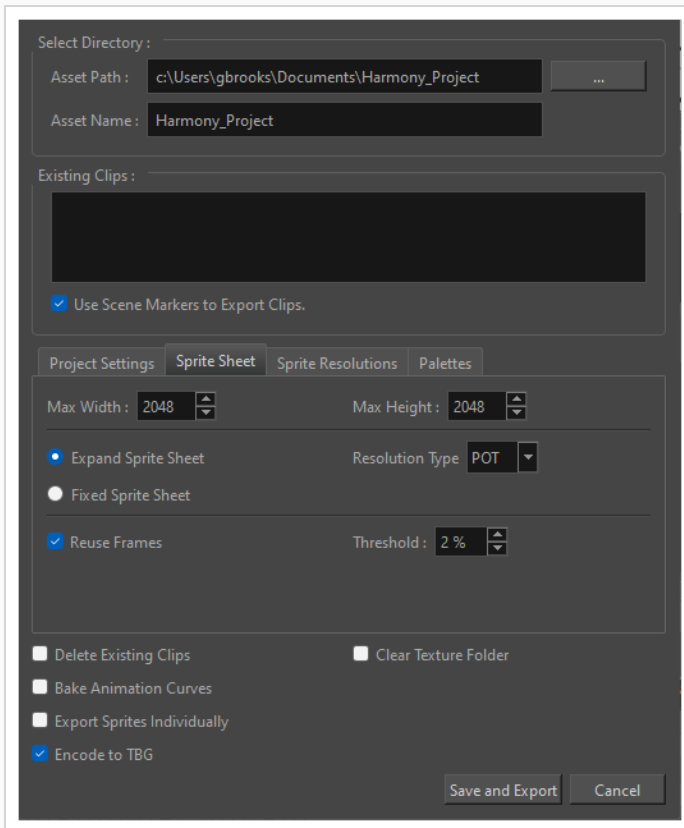 Select Directory :
Asset Path : c:\Users\gbrooks\Documents\Harmony_Project ...
Asset Name : Harmony_Project
Existing Clips :
Use Scene Markers to Export Clips.
Project Settings Sprite Sheet Sprite Resolutions Palettes
Max Width : 2048 Max Height : 2048
Expand Sprite Sheet Resolution Type POT
Fixed Sprite Sheet
Reuse Frames Threshold : 2 %
Delete Existing Clips Clear Texture Folder
Bake Animation Curves
Export Sprites Individually
Encode to TBG
Save and Export Cancel